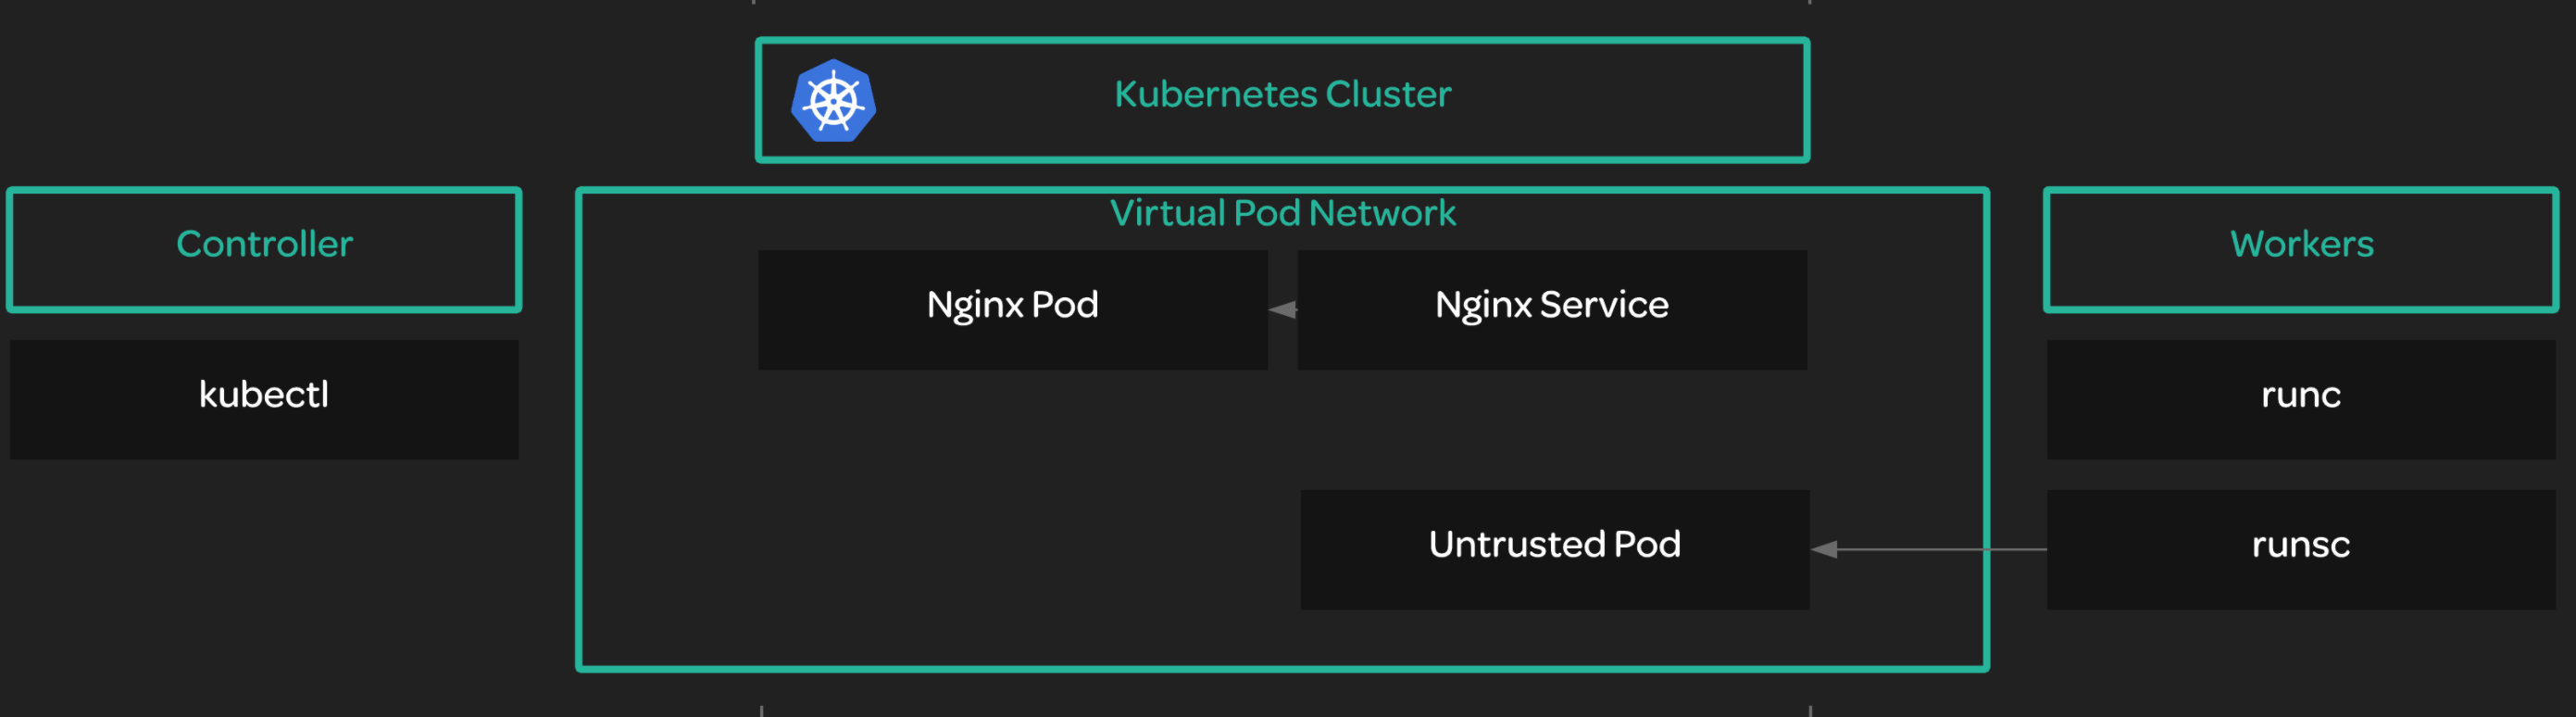 Kubernetes Cluster
Controller
Virtual Pod Network
Workers
Nginx Pod
Nginx Service
kubectl
runc
Untrusted Pod
runsc